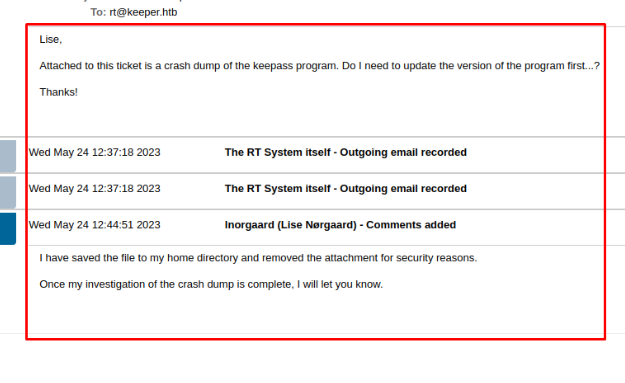 To: rt@keeper.htb
Lise,
Attached to this ticket is a crash dump of the keepass program. Do I need to update the version of the program first...?
Thanks!
Wed May 24 12:37:18 2023 The RT System itself - Outgoing email recorded
Wed May 24 12:37:18 2023 The RT System itself - Outgoing email recorded
Wed May 24 12:44:51 2023 lnorgaard (Lise Nørgaard) - Comments added
I have saved the file to my home directory and removed the attachment for security reasons.
Once my investigation of the crash dump is complete, I will let you know.